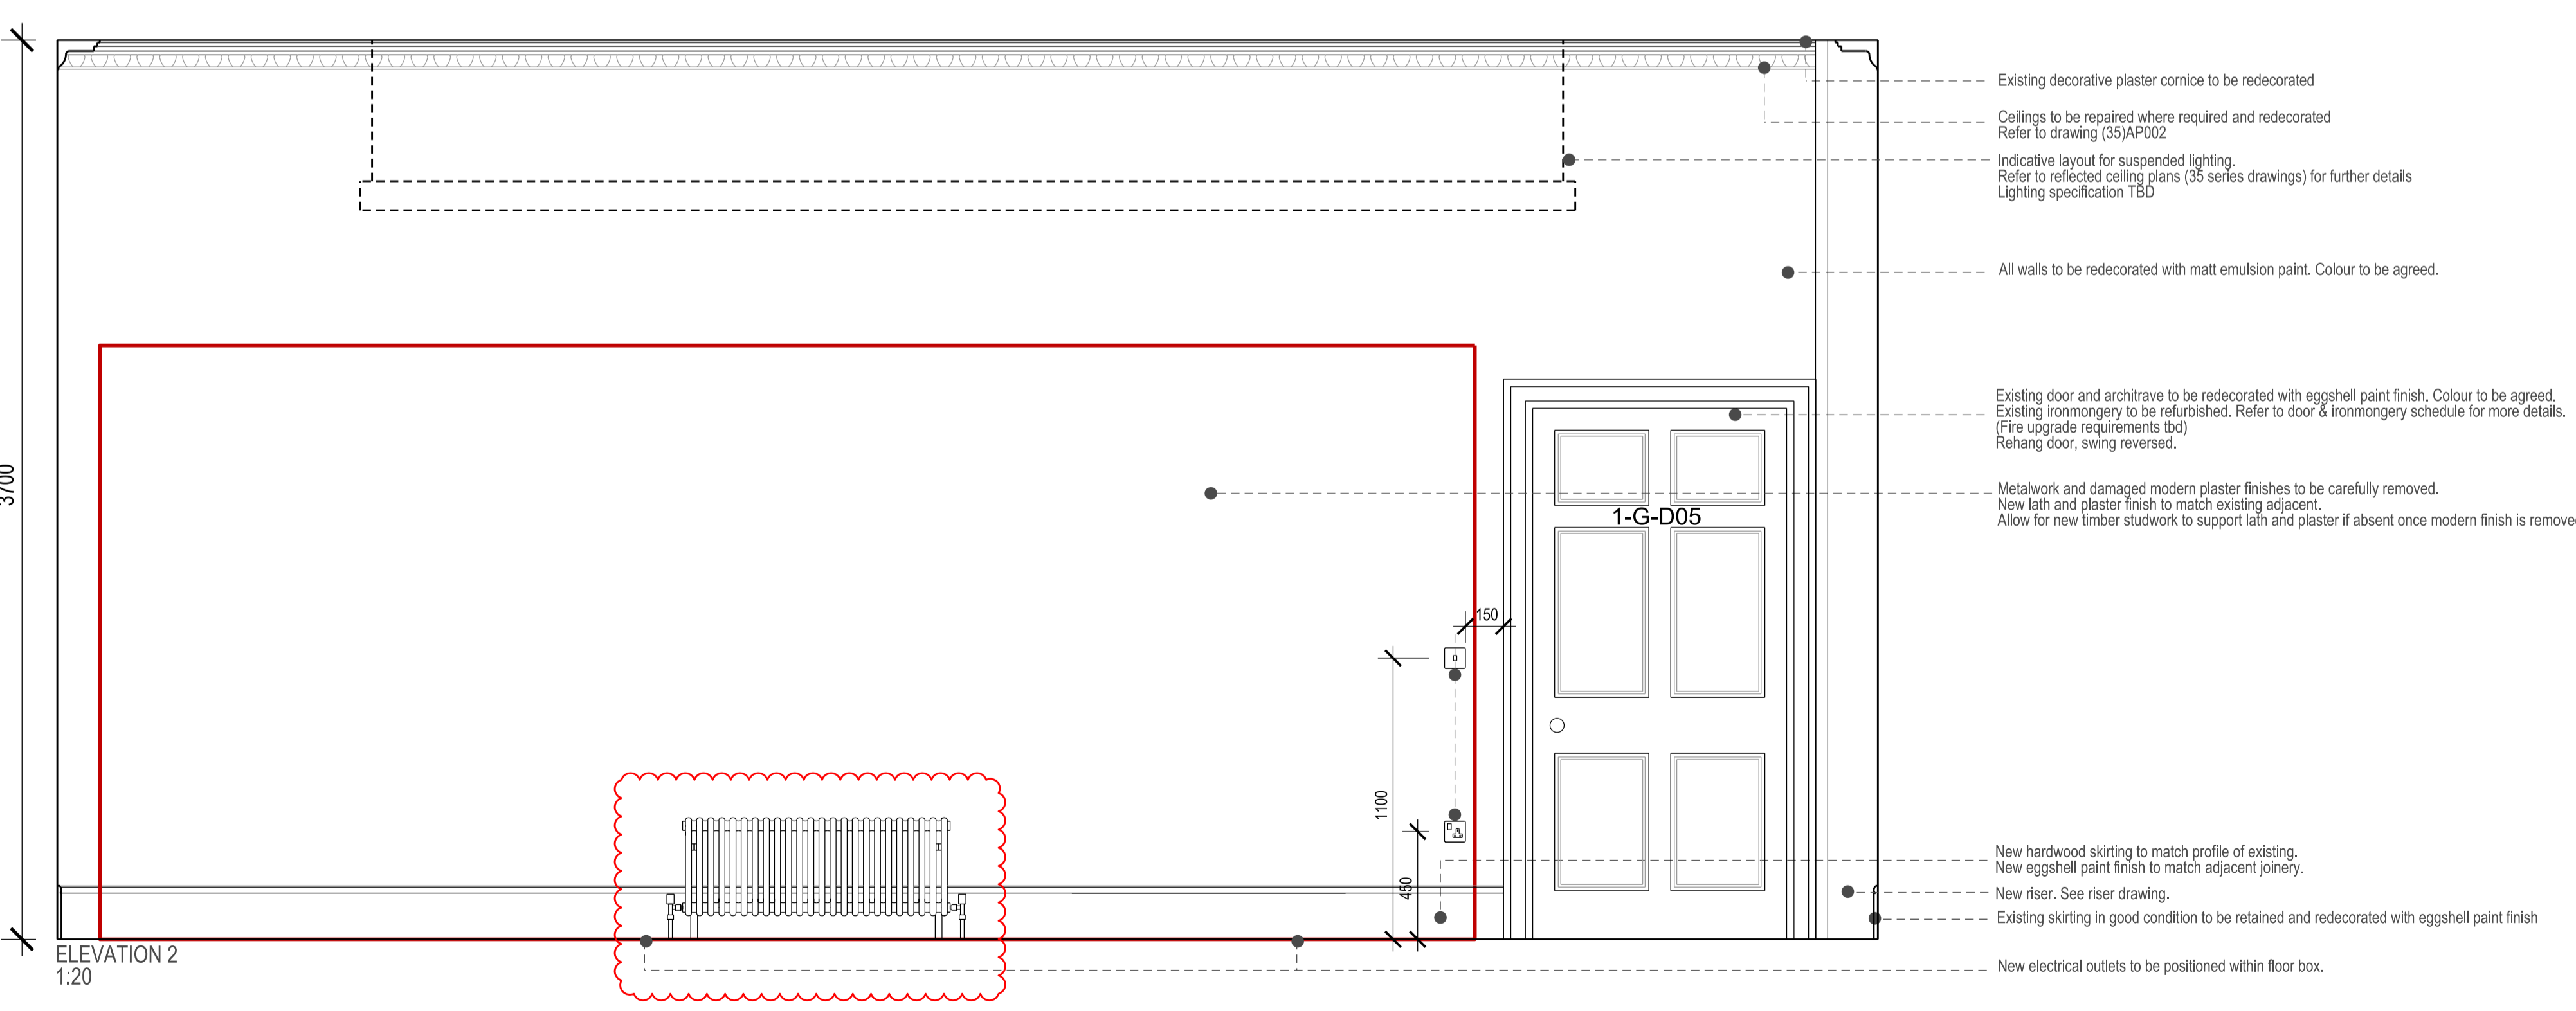 Existing decorative plaster cornice to be redecorated
Ceilings to be repaired where required and redecorated
Refer to drawing (35)AP002
Indicative layout for suspended lighting.
Refer to reflected ceiling plans (35 series drawings) for further details
Lighting specification TBD
All walls to be redecorated with matt emulsion paint. Colour to be agreed.
Existing door and architrave to be redecorated with eggshell paint finish. Colour to be agreed.
Existing ironmongery to be refurbished. Refer to door & ironmongery schedule for more details.
(Fire upgrade requirements tbd)
Rehang door, swing reversed.
3700
Metalwork and damaged modern plaster finishes to be carefully removed.
New lath and plaster finish to match existing adjacent.
Allow for new timber studwork to support lath and plaster if absent once modern finish is remove
1-G-D05
150
1100
450
New hardwood skirting to match profile of existing.
New eggshell paint finish to match adjacent joinery.
New riser. See riser drawing.
Existing skirting in good condition to be retained and redecorated with eggshell paint finish
ELEVATION 2
1:20
New electrical outlets to be positioned within floor box.